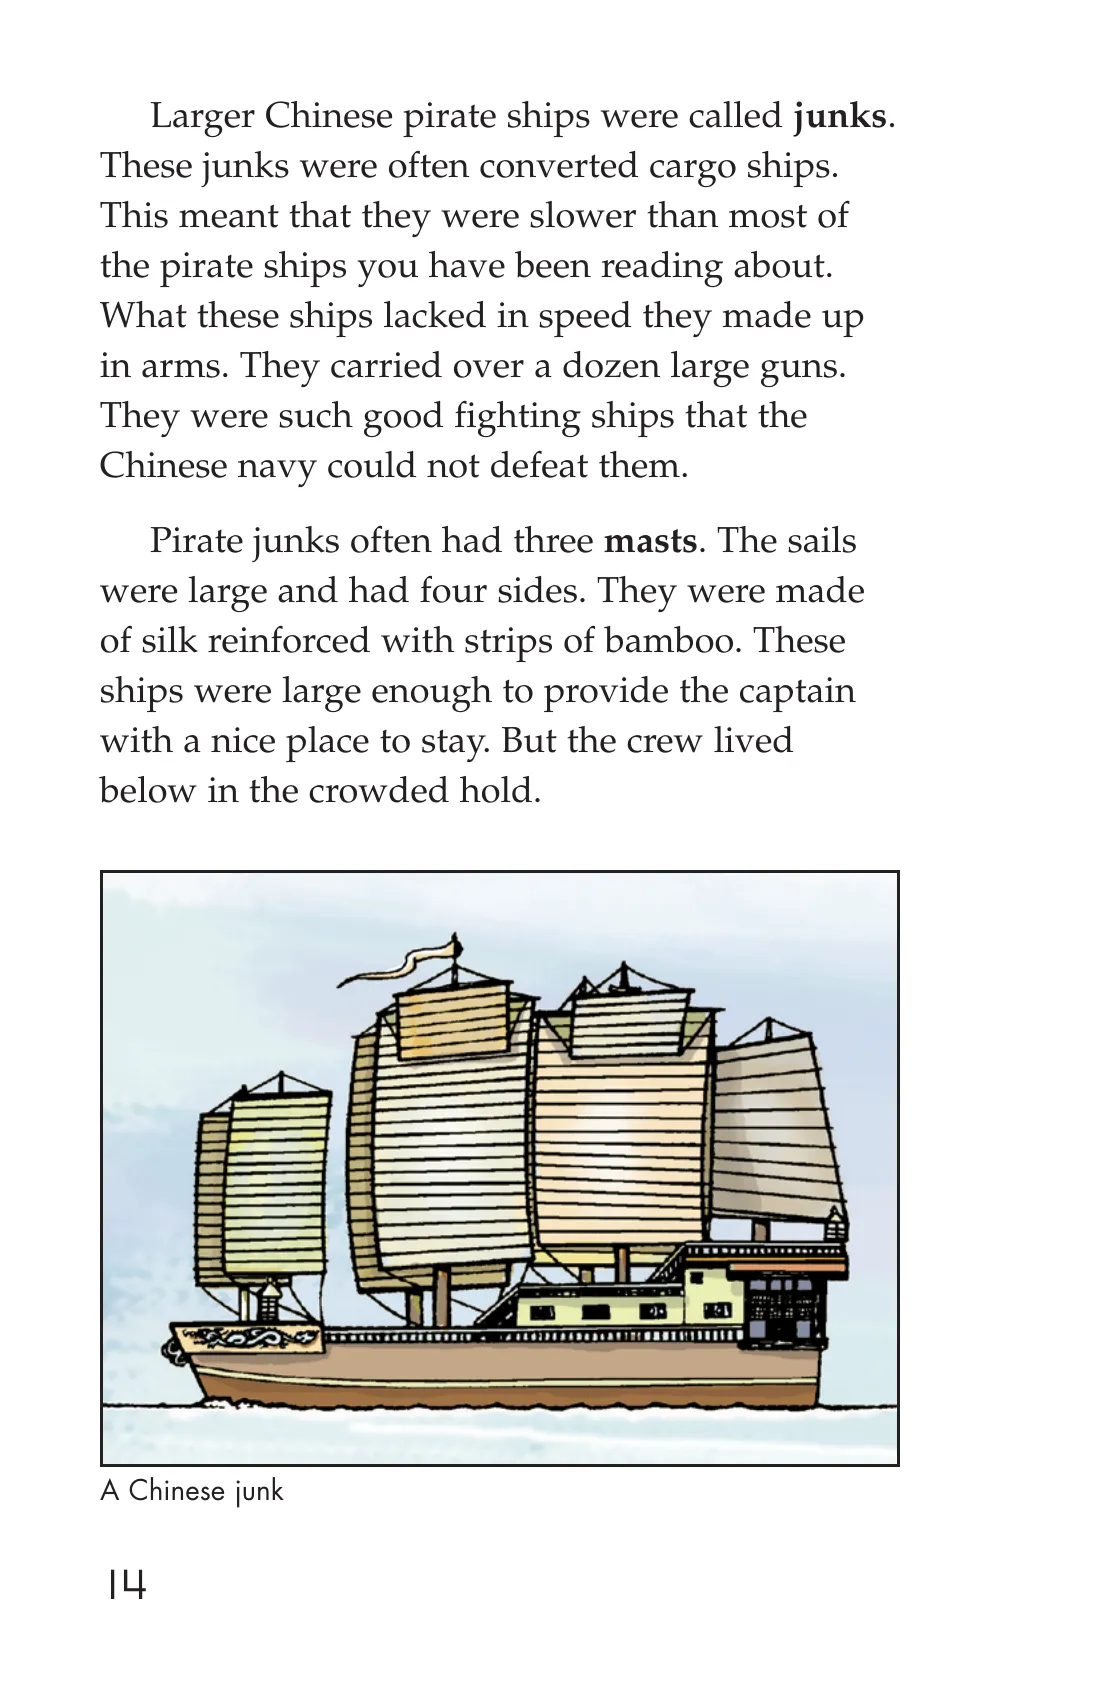 Larger Chinese pirate ships were called junks.
These junks were often converted cargo ships.
This meant that they were slower than most of
the pirate ships you have been reading about.
What these ships lacked in speed they made up
in arms. They carried over a dozen large guns.
They were such good fighting ships that the
Chinese navy could not defeat them.
Pirate junks often had three masts. The sails
were large and had four sides. They were made
of silk reinforced with strips of bamboo. These
ships were large enough to provide the captain
with a nice place to stay. But the crew lived
below in the crowded hold.
A Chinese junk
14